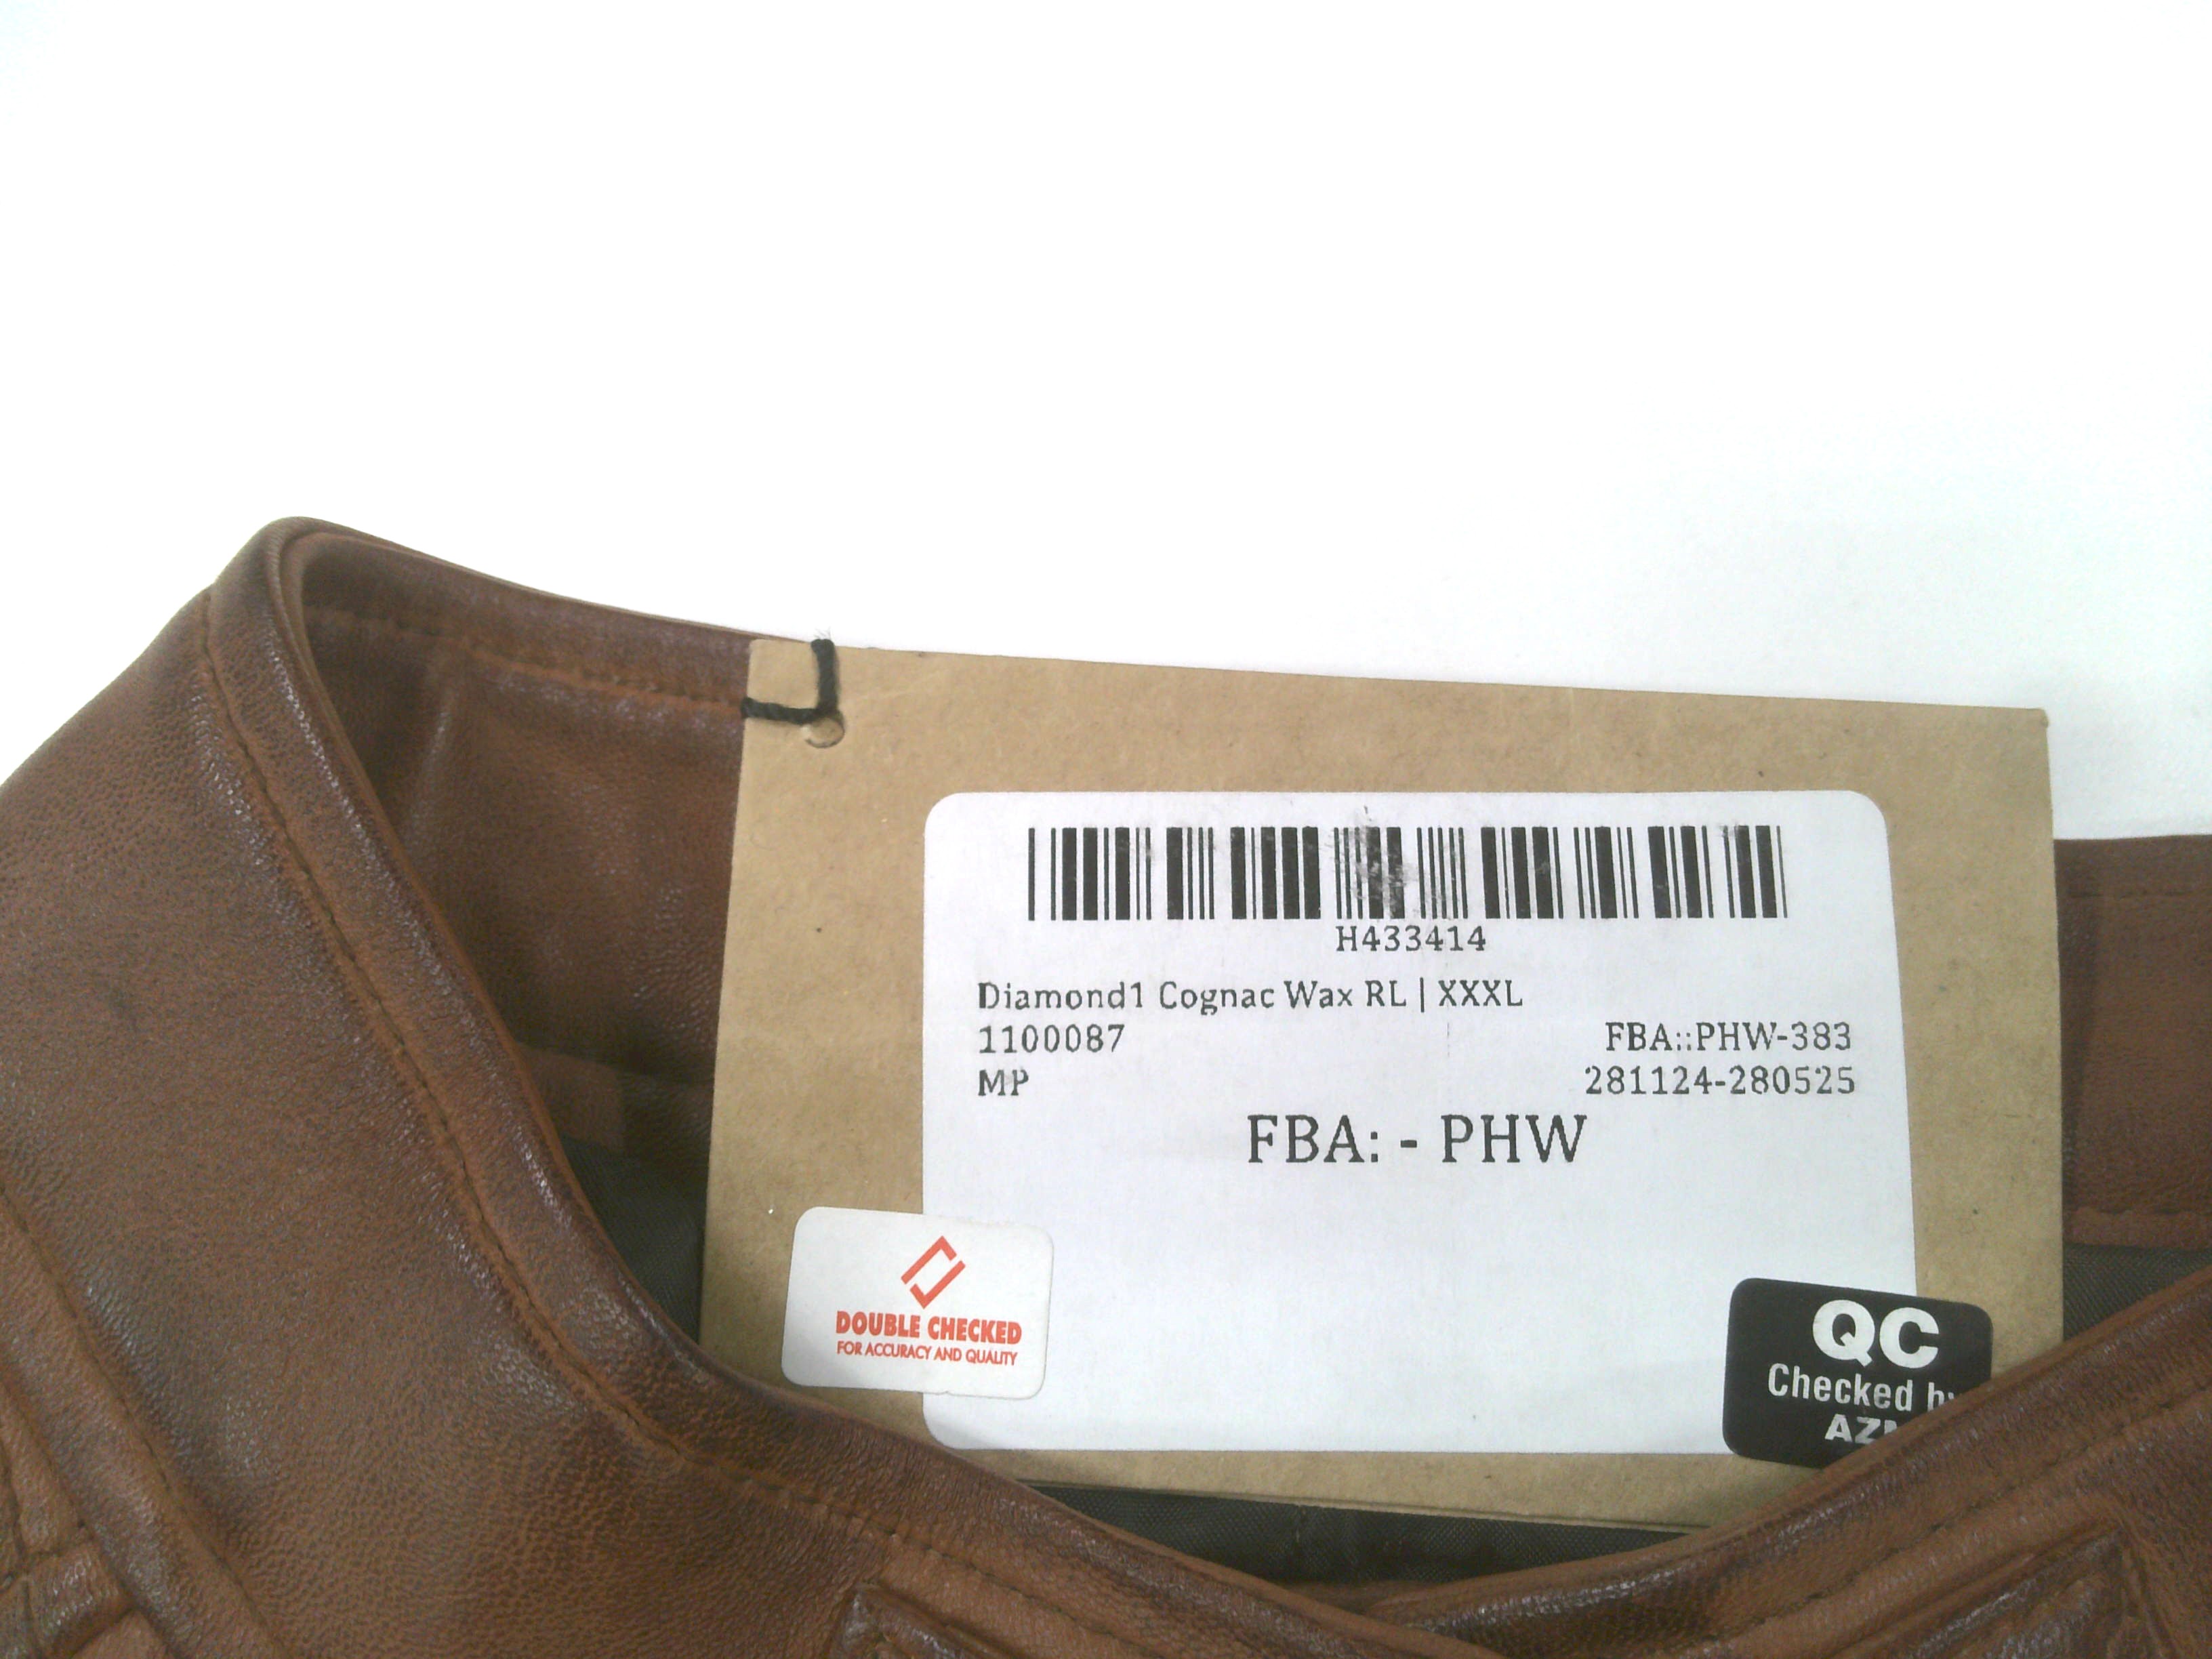 H433414
Diamond1 Cognac Wax RL | XXXL
1100087 FBA::PHW-383
MP 281124-280525
FBA: - PHW
DOUBLE CHECKED
FOR ACCURACY AND QUALITY
QC
Checked